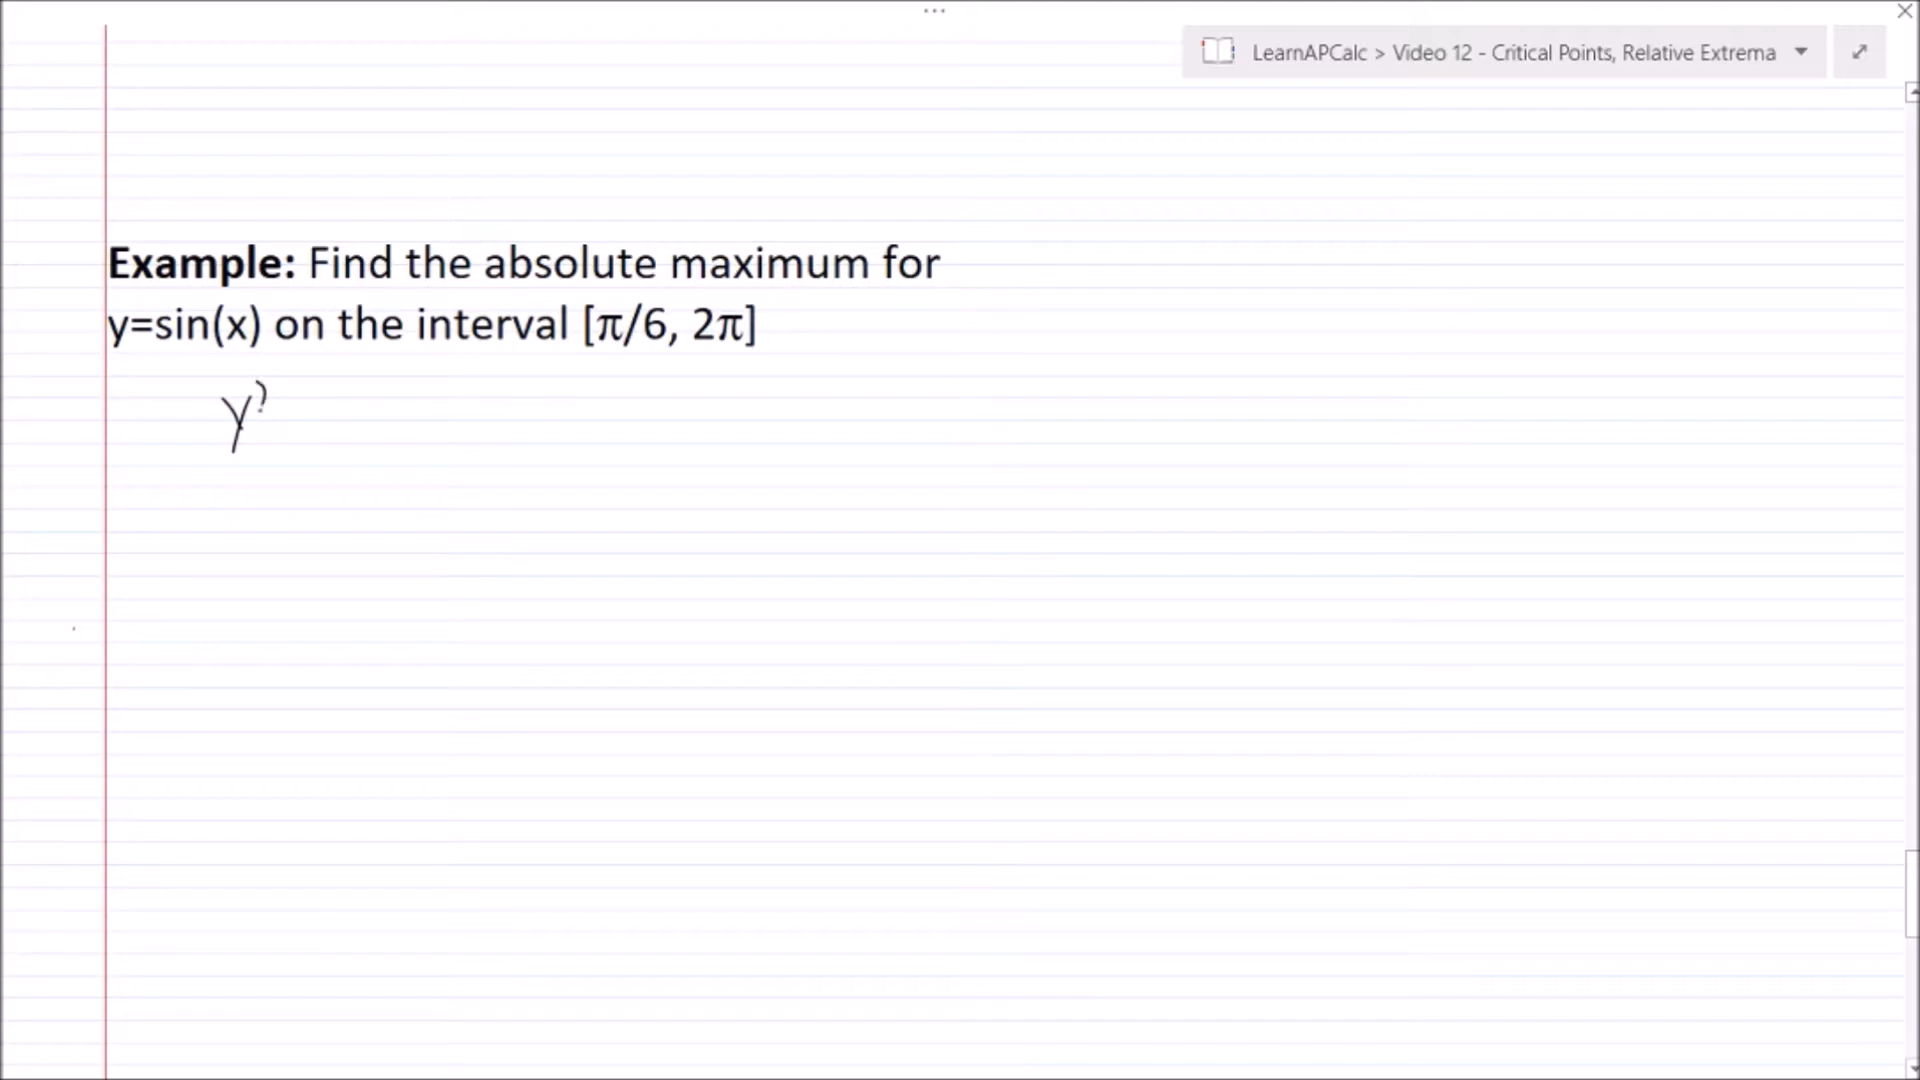 ...
LearnAPCalc > Video 12 - Critical Points, Relative Extrema
Example: Find the absolute maximum for
y=sin(x) on the interval [π/6, 2π]
y'